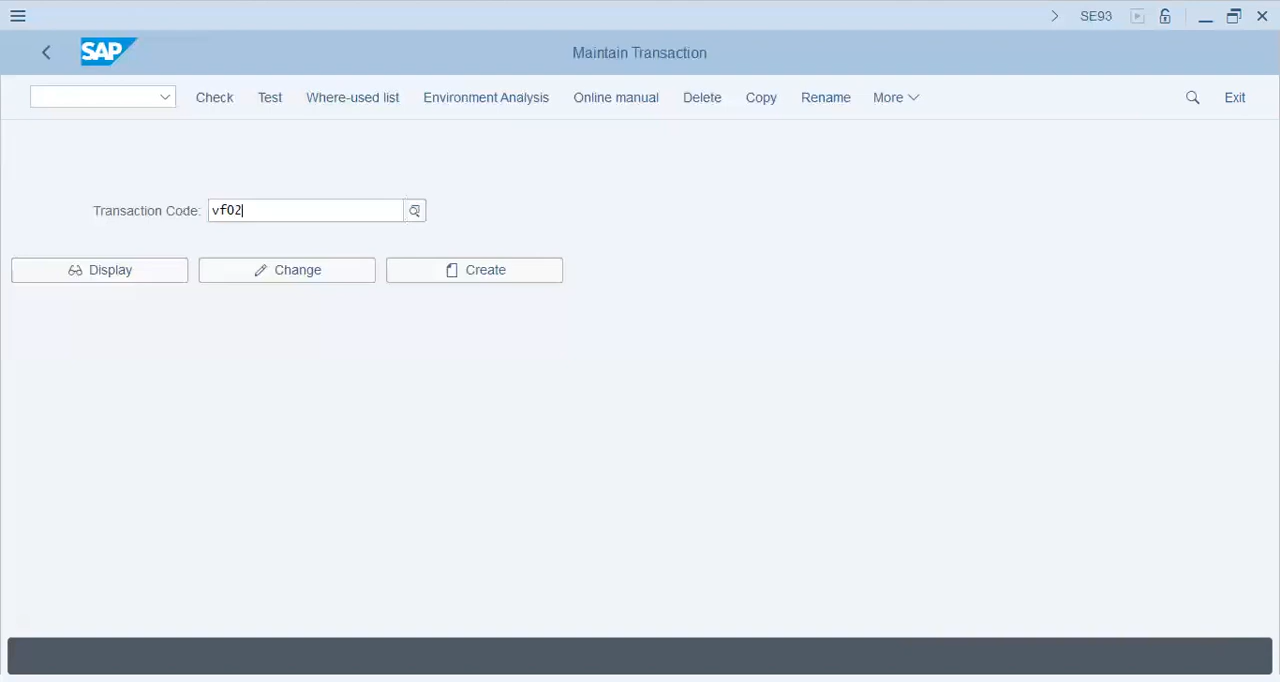 SE93
SAP Maintain Transaction
Check Test Where-used list Environment Analysis Online manual Delete Copy Rename More Exit
Transaction Code: vf02
Display Change Create